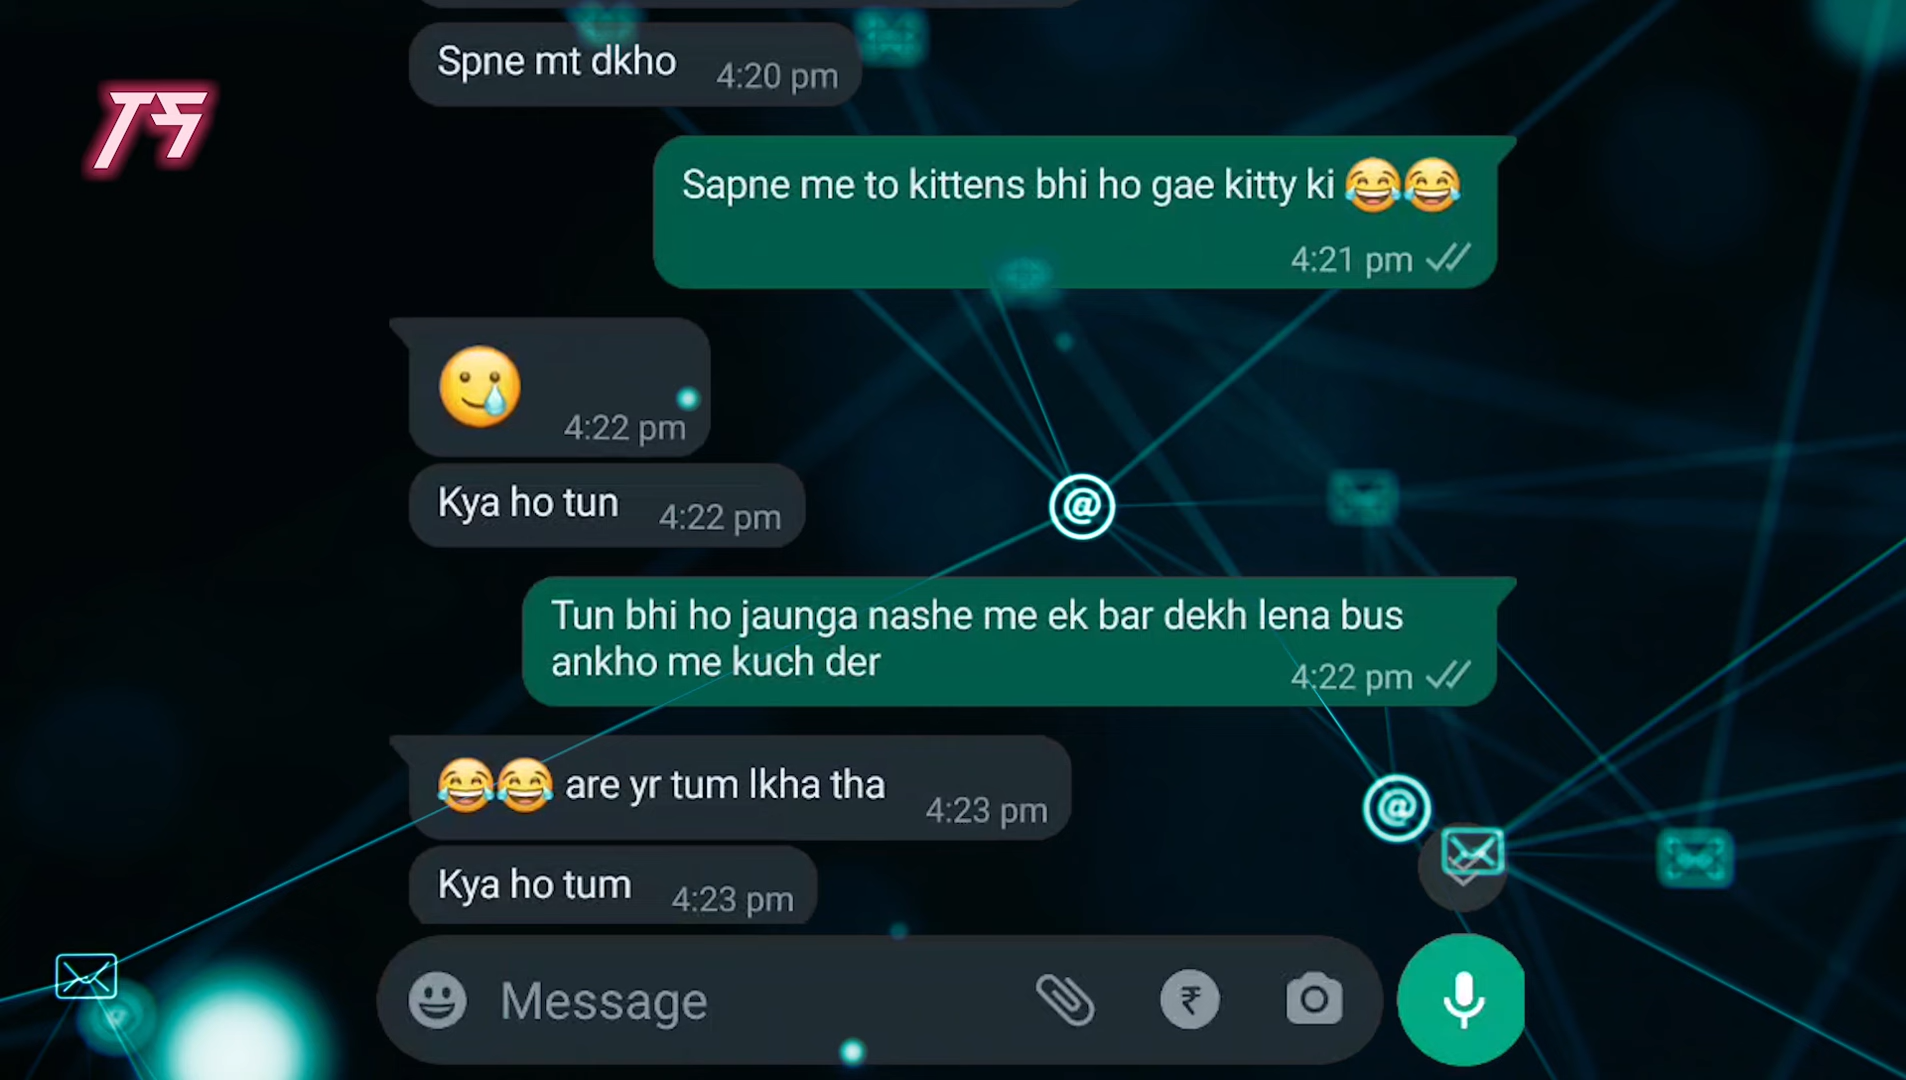 TS
Spne mt dkho 4:20 pm
Sapne me to kittens bhi ho gae kitty ki 😂😂
4:21 pm
🥲 4:22 pm
Kya ho tun 4:22 pm
Tun bhi ho jaunga nashe me ek bar dekh lena bus
ankho me kuch der 4:22 pm
😂😂 are yr tum lkha tha 4:23 pm
Kya ho tum 4:23 pm
Message